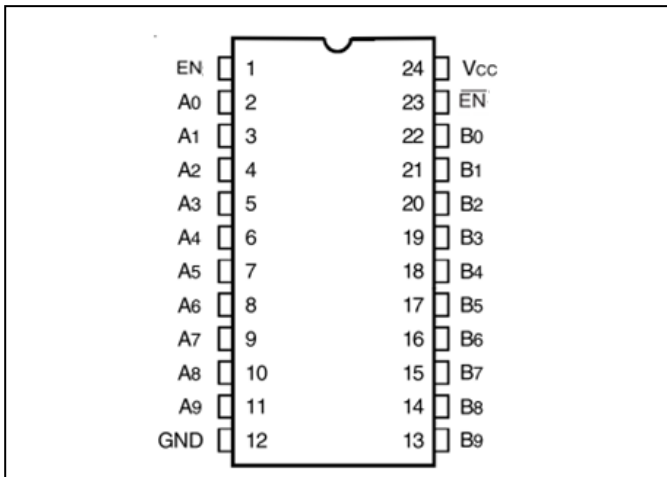 EN 1 24 Vcc
A0 2 23 E̅N̅
A1 3 22 B0
A2 4 21 B1
A3 5 20 B2
A4 6 19 B3
A5 7 18 B4
A6 8 17 B5
A7 9 16 B6
A8 10 15 B7
A9 11 14 B8
GND 12 13 B9